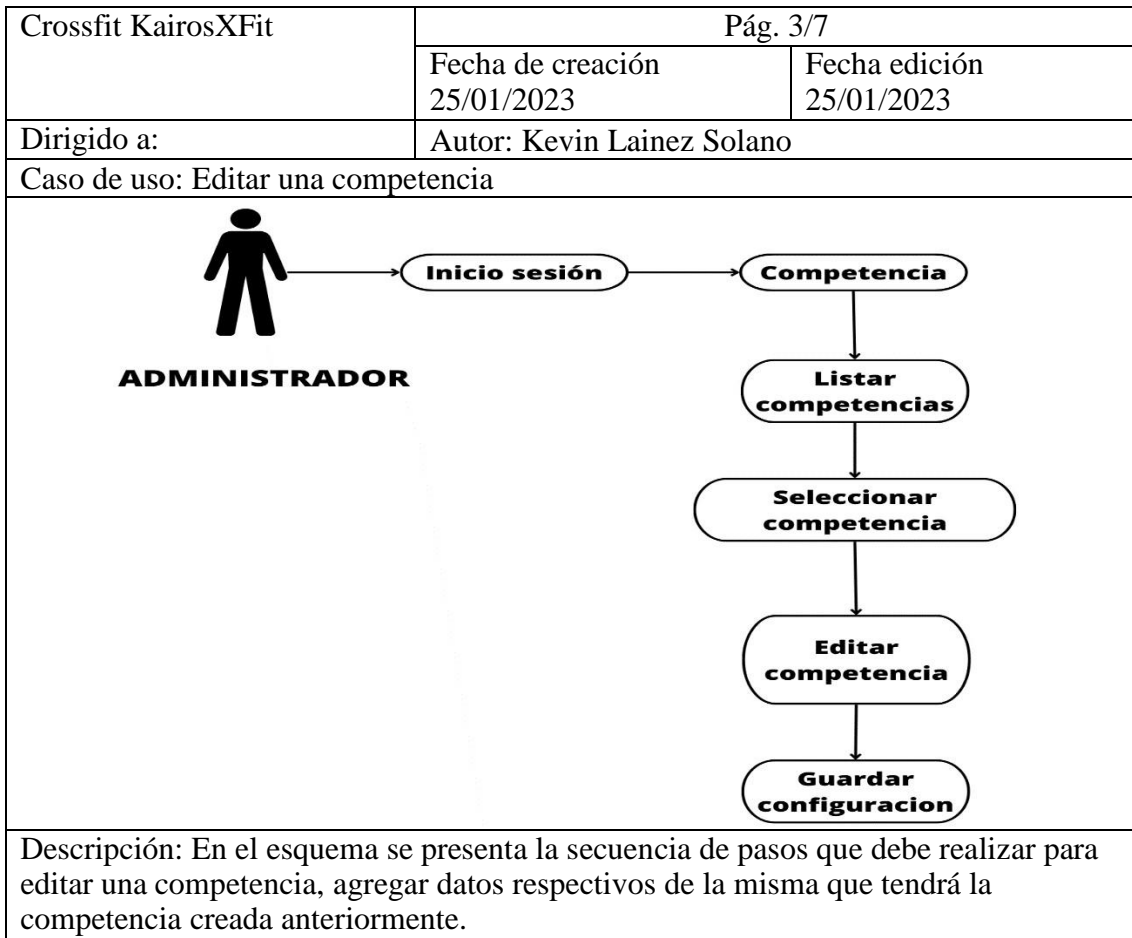 Crossfit KairosXFit
Pág. 3/7
Fecha de creación
25/01/2023
Fecha edición
25/01/2023
Dirigido a:
Autor: Kevin Lainez Solano
Caso de uso: Editar una competencia
Inicio sesión
Competencia
ADMINISTRADOR
Listar
competencias
Seleccionar
competencia
Editar
competencia
Guardar
configuracion
Descripción: En el esquema se presenta la secuencia de pasos que debe realizar para
editar una competencia, agregar datos respectivos de la misma que tendrá la
competencia creada anteriormente.